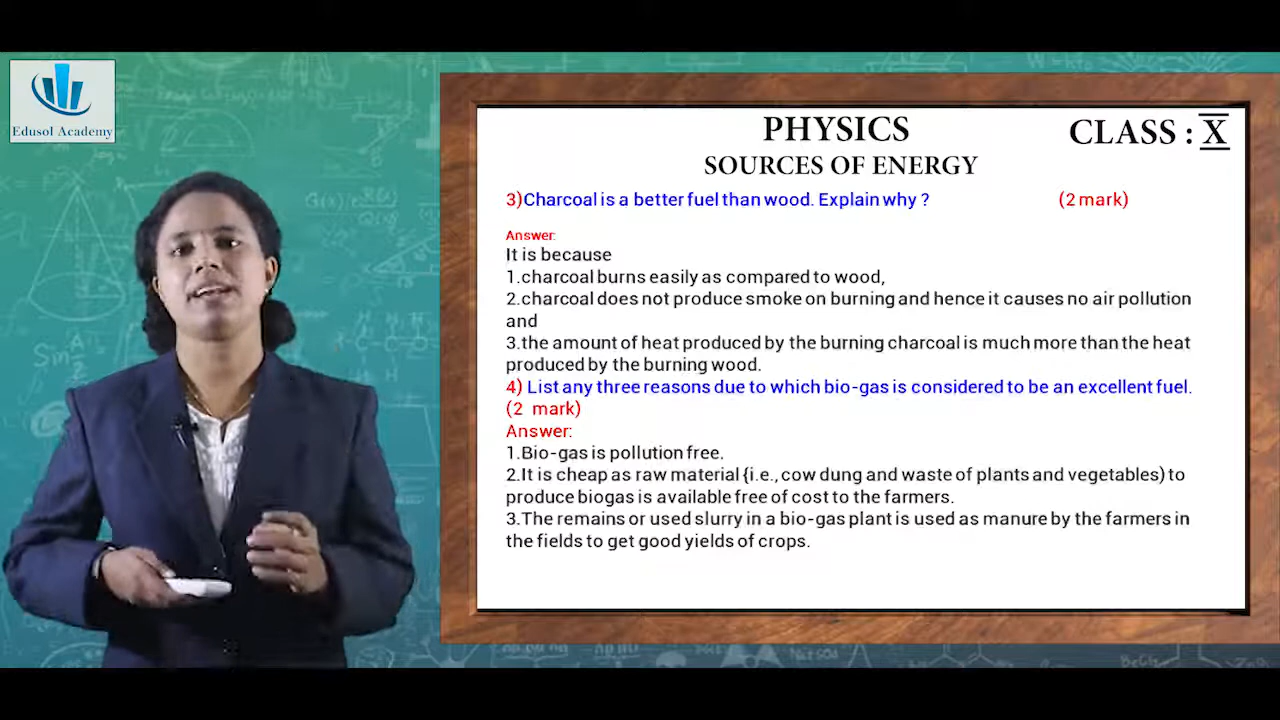 Edusol Academy
PHYSICS
CLASS : X
SOURCES OF ENERGY
3)Charcoal is a better fuel than wood. Explain why ? (2 mark)
Answer:
It is because
1.charcoal burns easily as compared to wood,
2.charcoal does not produce smoke on burning and hence it causes no air pollution
and
3.the amount of heat produced by the burning charcoal is much more than the heat
produced by the burning wood.
4) List any three reasons due to which bio-gas is considered to be an excellent fuel.
(2 mark)
Answer:
1.Bio-gas is pollution free.
2.It is cheap as raw material {i.e., cow dung and waste of plants and vegetables) to
produce biogas is available free of cost to the farmers.
3.The remains or used slurry in a bio-gas plant is used as manure by the farmers in
the fields to get good yields of crops.